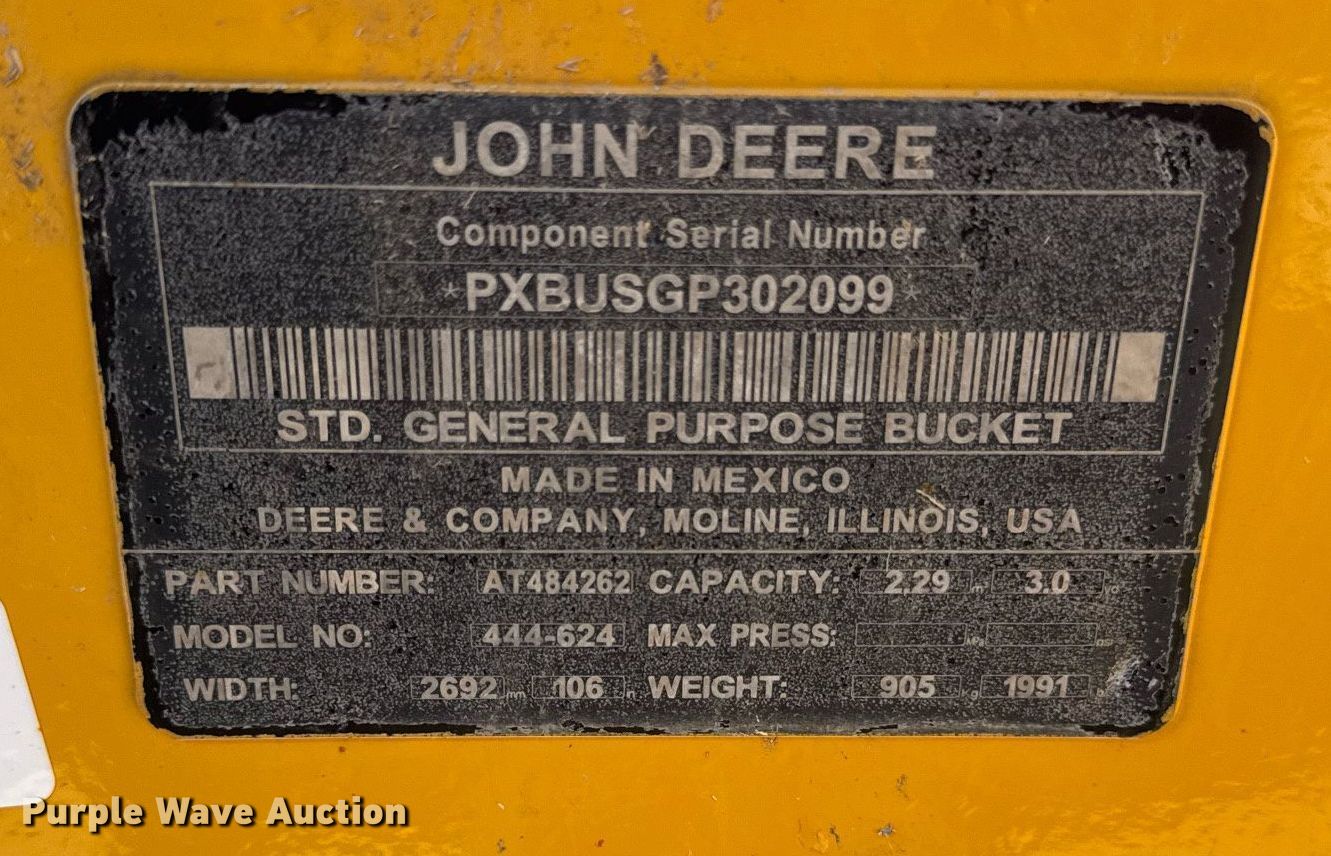 JOHN DEERE
Component Serial Number
*PXBUSGP302099*
STD. GENERAL PURPOSE BUCKET
MADE IN MEXICO
DEERE & COMPANY, MOLINE, ILLINOIS, USA
PART NUMBER: AT484262 CAPACITY: 2.29 3.0
MODEL NO: 444-624 MAX PRESS:
WIDTH: 2692 mm 106 in WEIGHT: 905 kg 1991 lb
Purple Wave Auction